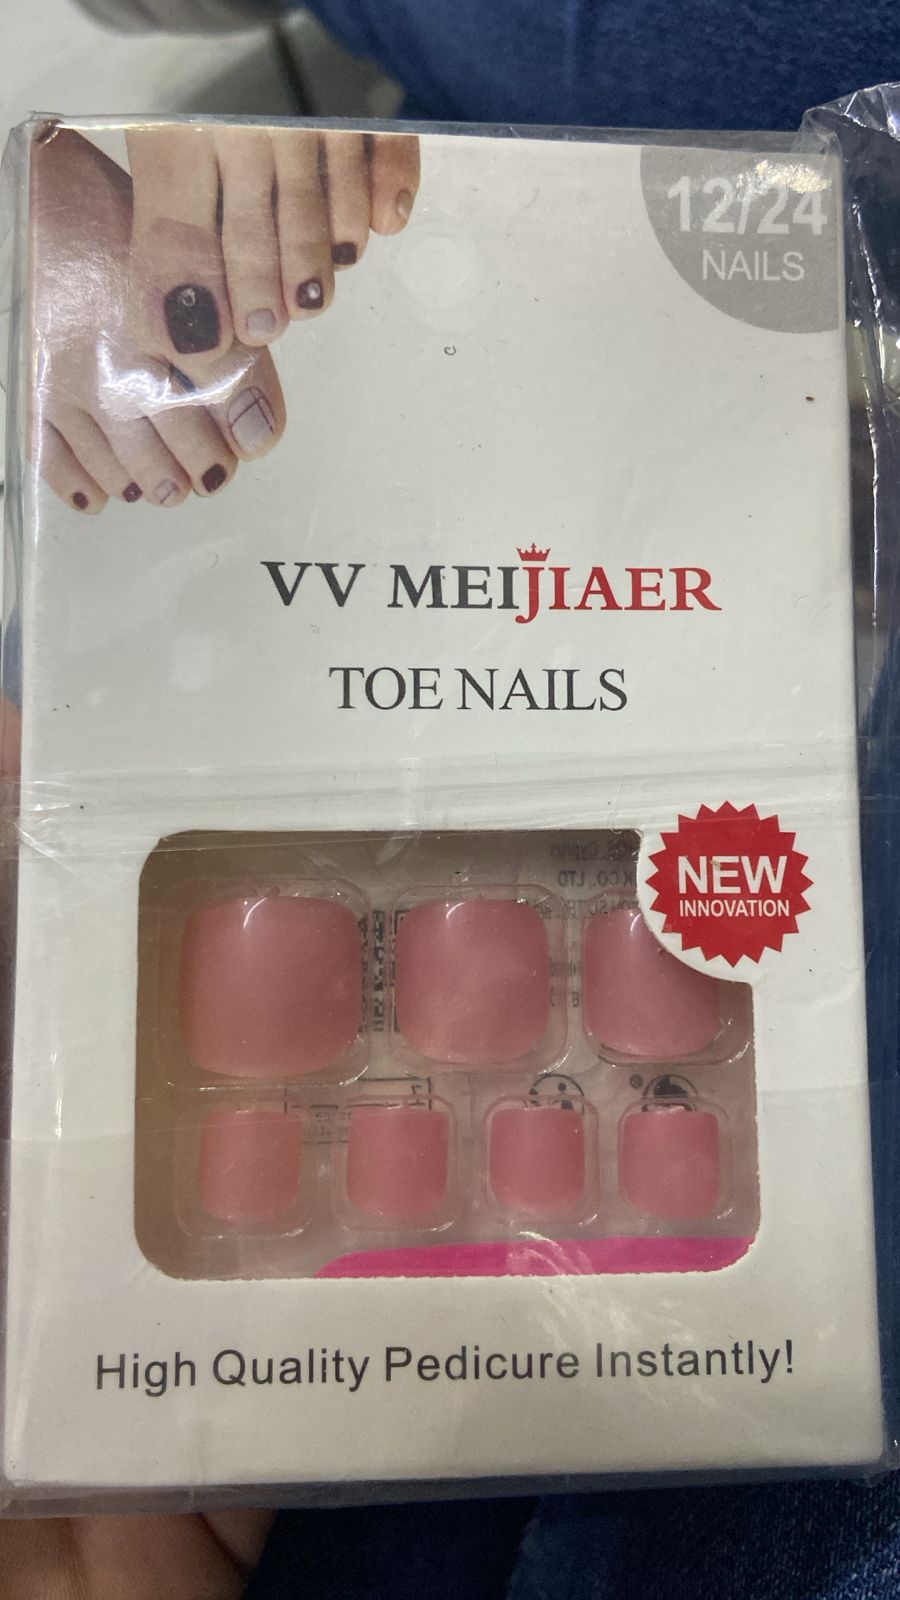 12/24
NAILS
VV MEIJIAER
TOE NAILS
NEW
INNOVATION
High Quality Pedicure Instantly!